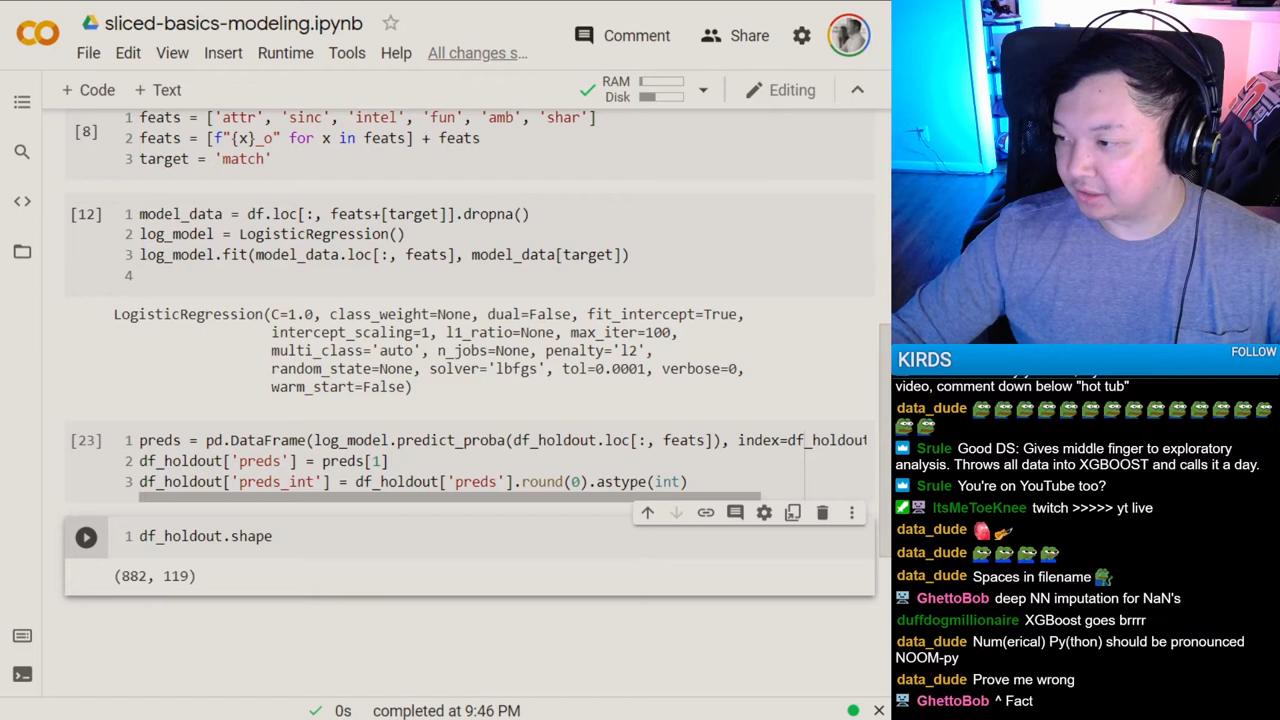 sliced-basics-modeling.ipynb
File Edit View Insert Runtime Tools Help All changes s…
Comment Share
+ Code + Text
RAM
Disk
Editing
[8]
1 feats = ['attr', 'sinc', 'intel', 'fun', 'amb', 'shar']
2 feats = [f"{x}_o" for x in feats] + feats
3 target = 'match'
[12]
1 model_data = df.loc[:, feats+[target]].dropna()
2 log_model = LogisticRegression()
3 log_model.fit(model_data.loc[:, feats], model_data[target])
4
LogisticRegression(C=1.0, class_weight=None, dual=False, fit_intercept=True,
intercept_scaling=1, l1_ratio=None, max_iter=100,
multi_class='auto', n_jobs=None, penalty='l2',
random_state=None, solver='lbfgs', tol=0.0001, verbose=0,
warm_start=False)
[23]
1 preds = pd.DataFrame(log_model.predict_proba(df_holdout.loc[:, feats]), index=df_holdout
2 df_holdout['preds'] = preds[1]
3 df_holdout['preds_int'] = df_holdout['preds'].round(0).astype(int)
1 df_holdout.shape
(882, 119)
0s completed at 9:46 PM
KIRDS
FOLLOW
video, comment down below "hot tub"
data_dude
Srule Good DS: Gives middle finger to exploratory
analysis. Throws all data into XGBOOST and calls it a day.
Srule You're on YouTube too?
ItsMeToeKnee twitch >>>>> yt live
data_dude
data_dude
data_dude Spaces in filename
GhettoBob deep NN imputation for NaN's
duffdogmillionaire XGBoost goes brrrr
data_dude Num(erical) Py(thon) should be pronounced
NOOM-py
data_dude Prove me wrong
GhettoBob ^ Fact